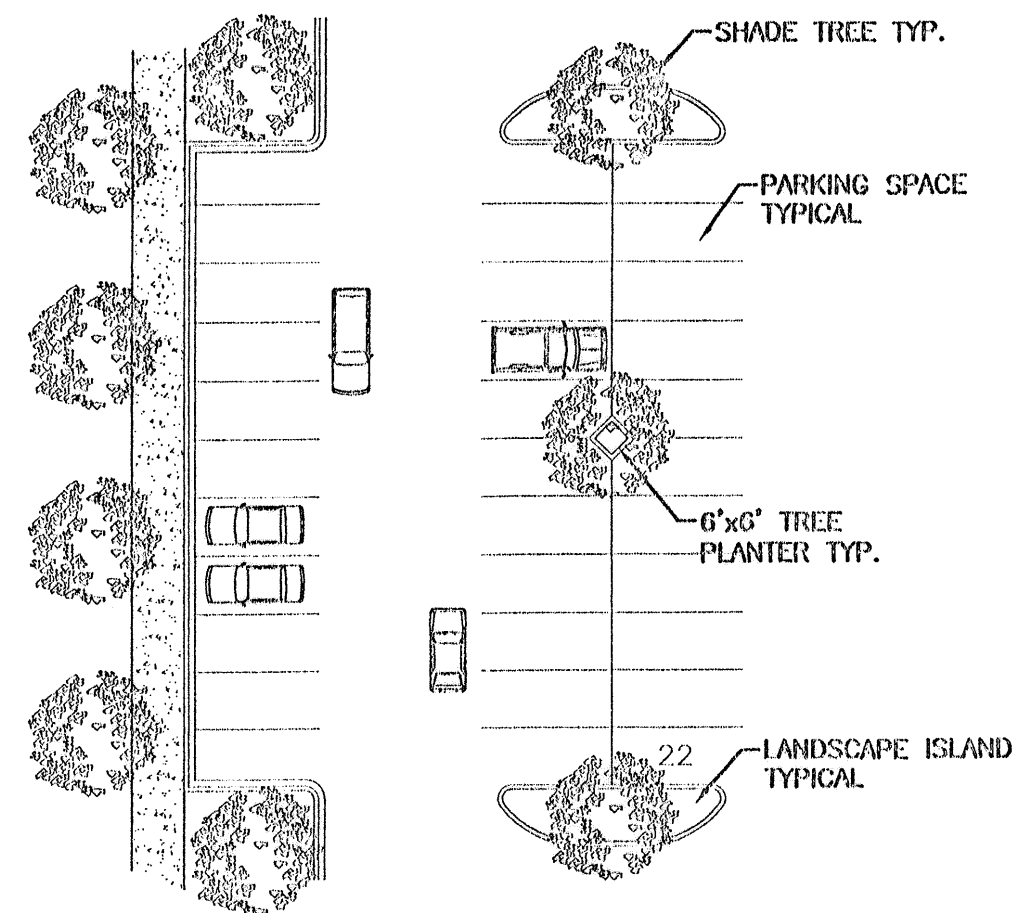 SHADE TREE TYP.
PARKING SPACE
TYPICAL
6'x6' TREE
PLANTER TYP.
22
LANDSCAPE ISLAND
TYPICAL